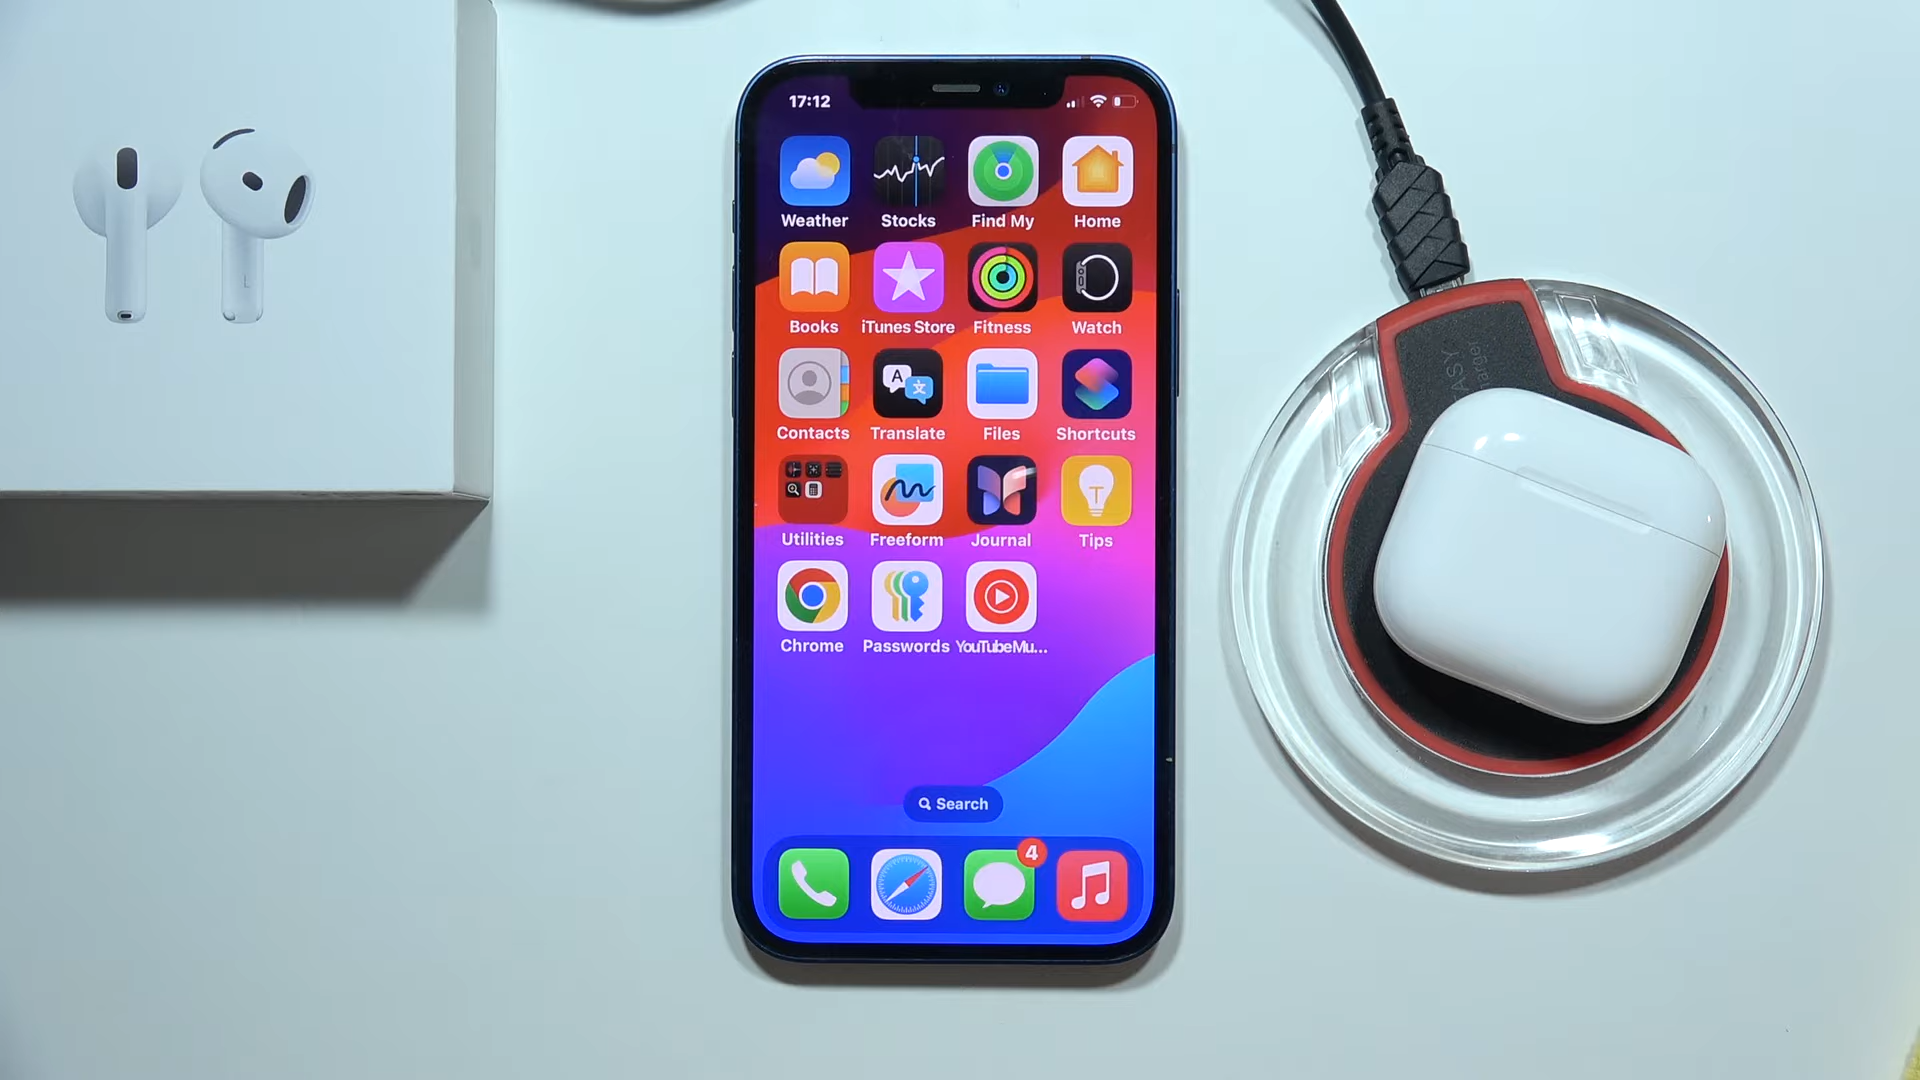 17:12
Weather Stocks Find My Home
Books iTunes Store Fitness Watch
Contacts Translate Files Shortcuts
Utilities Freeform Journal Tips
Chrome Passwords YouTubeMu...
Search
4
L